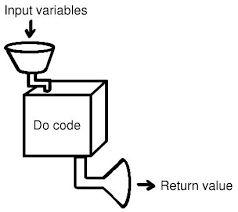 Input variables
Do code
Return value